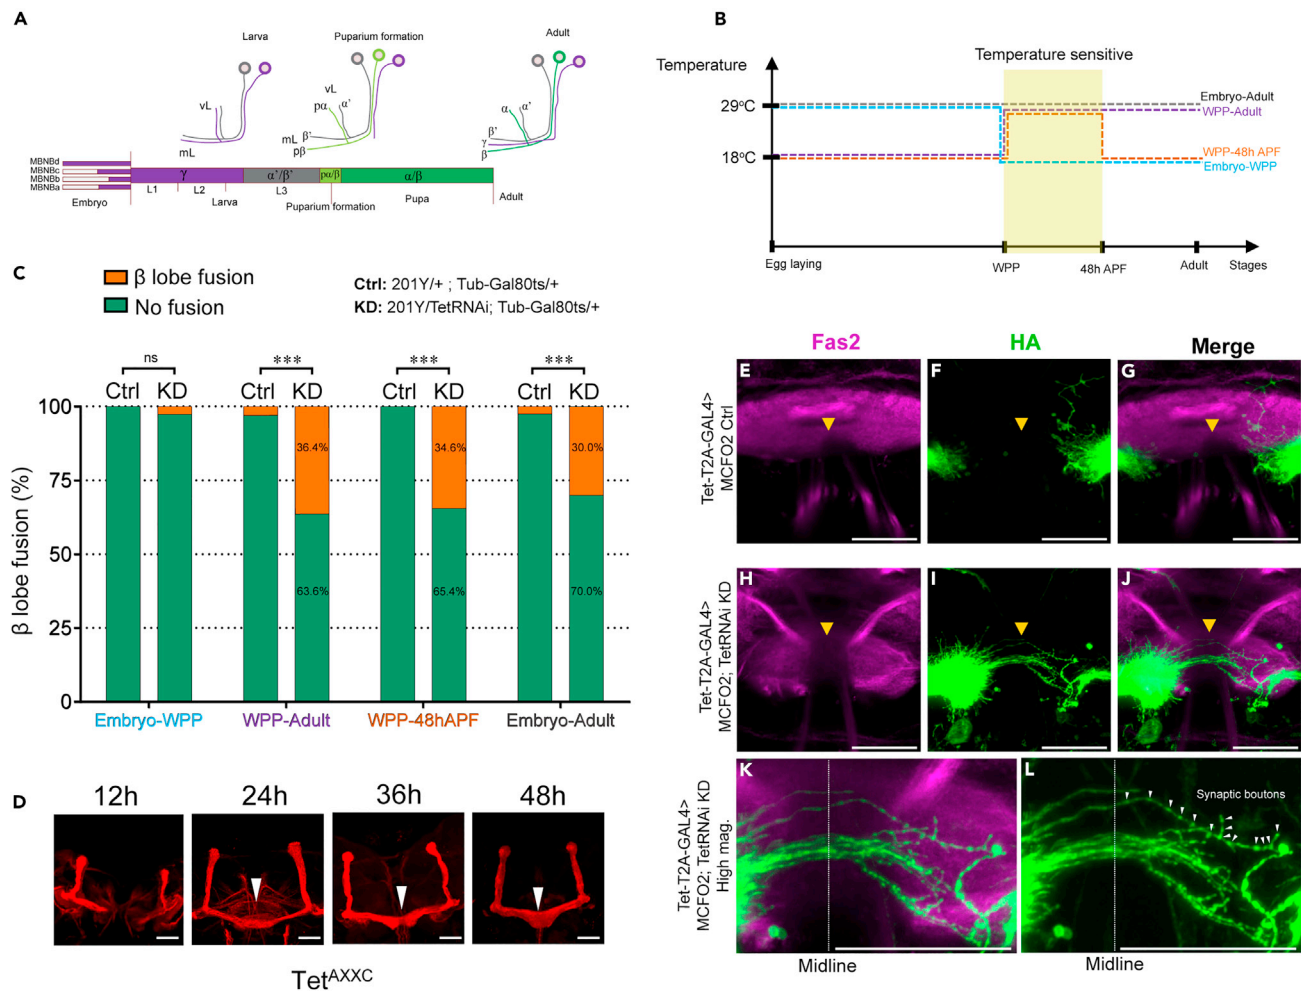 A
Larva
Puparium formation
Adult
vL
mL
vL
pα
α'
mL
β'
pβ
α
α'
β'
γ
β
MBNBd
MBNBc
MBNBb
MBNBa
γ
α'/β'
pα/β
α/β
L1
L2
L3
Embryo
Larva
Puparium formation
Pupa
Adult
B
Temperature sensitive
Temperature
29ºC
18ºC
Embryo-Adult
WPP-Adult
WPP-48h APF
Embryo-WPP
Egg laying
WPP
48h APF
Adult
Stages
C
β lobe fusion
No fusion
Ctrl: 201Y/+ ; Tub-Gal80ts/+
KD: 201Y/TetRNAi; Tub-Gal80ts/+
ns
***
***
***
Ctrl KD
Ctrl KD
Ctrl KD
Ctrl KD
β lobe fusion (%)
100
75
50
25
0
36.4%
34.6%
30.0%
63.6%
65.4%
70.0%
Embryo-WPP
WPP-Adult
WPP-48hAPF
Embryo-Adult
D
12h
24h
36h
48h
TetAXXC
Fas2
HA
Merge
Tet-T2A-GAL4>
MCFO2 Ctrl
E
F
G
Tet-T2A-GAL4>
MCFO2; TetRNAi KD
H
I
J
Tet-T2A-GAL4>
MCFO2; TetRNAi KD
High mag.
K
L
Synaptic boutons
Midline
Midline